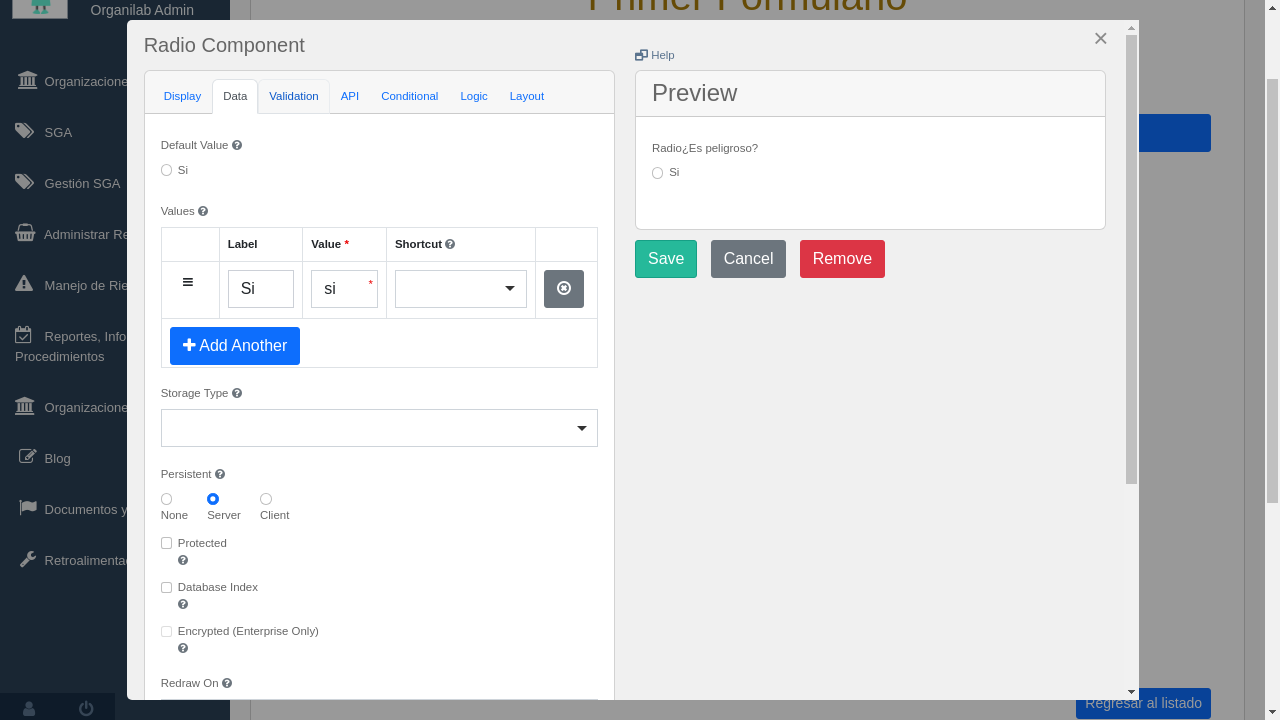 Organilab Admin
Organizacione
SGA
Gestión SGA
Administrar Re
Manejo de Rie
Reportes, Info
Procedimientos
Organizacione
Blog
Documentos y
Retroalimentac
Primer Formulario
Radio Component
×
Help
Display
Data
Validation
API
Conditional
Logic
Layout
Default Value
Si
Values
Label
Value *
Shortcut
Si
si
*
Add Another
Storage Type
Persistent
None
Server
Client
Protected
Database Index
Encrypted (Enterprise Only)
Redraw On
Preview
Radio¿Es peligroso?
Si
Save
Cancel
Remove
Regresar al listado